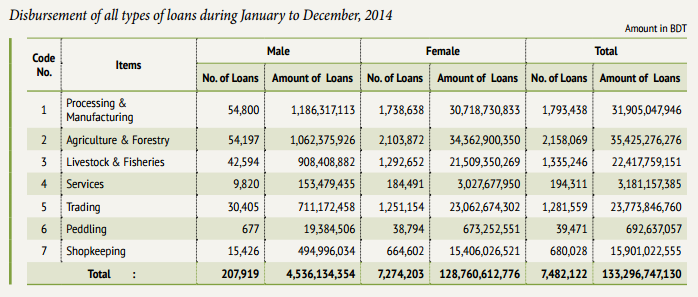 Disbursement of all types of loans during January to December, 2014
Amount in BDT
Code No. Items Male Female Total
No. of Loans Amount of Loans No. of Loans Amount of Loans No. of Loans Amount of Loans
1 Processing & Manufacturing 54,800 1,186,317,113 1,738,638 30,718,730,833 1,793,438 31,905,047,946
2 Agriculture & Forestry 54,197 1,062,375,926 2,103,872 34,362,900,350 2,158,069 35,425,276,276
3 Livestock & Fisheries 42,594 908,408,882 1,292,652 21,509,350,269 1,335,246 22,417,759,151
4 Services 9,820 153,479,435 184,491 3,027,677,950 194,311 3,181,157,385
5 Trading 30,405 711,172,458 1,251,154 23,062,674,302 1,281,559 23,773,846,760
6 Peddling 677 19,384,506 38,794 673,252,551 39,471 692,637,057
7 Shopkeeping 15,426 494,996,034 664,602 15,406,026,521 680,028 15,901,022,555
Total : 207,919 4,536,134,354 7,274,203 128,760,612,776 7,482,122 133,296,747,130